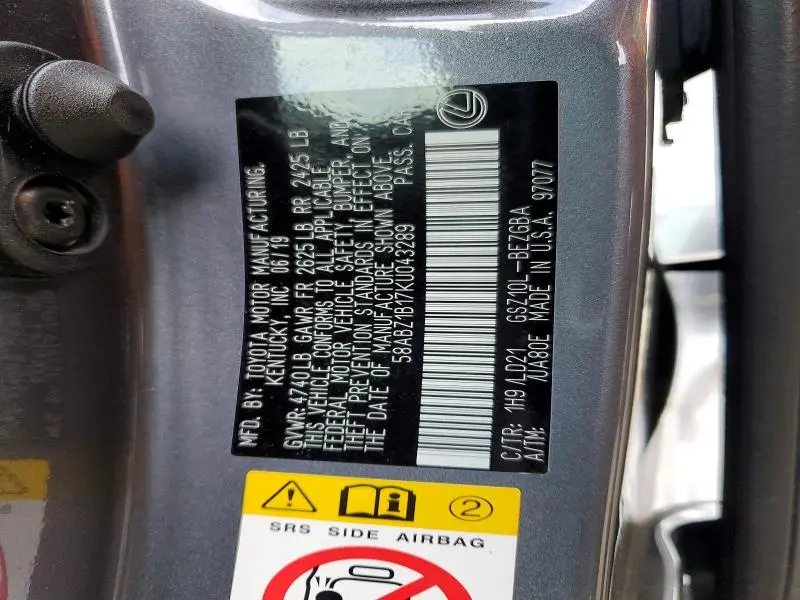 MFD. BY: TOYOTA MOTOR MANUFACTURING.
KENTUCKY, INC 06/19
GVWR: 4740LB GAWR FR 2625LB RR 2425 LB
THIS VEHICLE CONFORMS TO ALL APPLICABLE
FEDERAL MOTOR VEHICLE SAFETY, BUMPER, AND
THEFT PREVENTION STANDARDS IN EFFECT ON
THE DATE OF MANUFACTURE SHOWN ABOVE.
58ABZ1B17KU043289 PASS. CAR
C/TR: 1H9/LD21 GSZ10L-BEZGBA
A/TM: /UA80E MADE IN U.S.A. 97077
2
SRS SIDE AIRBAG